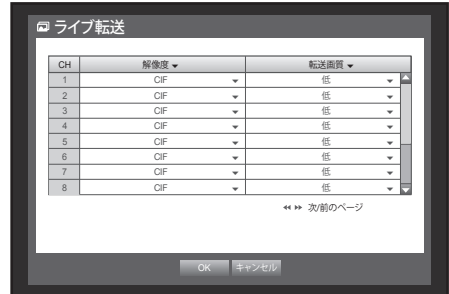 ライブ転送
CH 解像度 転送画質
1 CIF 低
2 CIF 低
3 CIF 低
4 CIF 低
5 CIF 低
6 CIF 低
7 CIF 低
8 CIF 低
次/前のページ
OK キャンセル